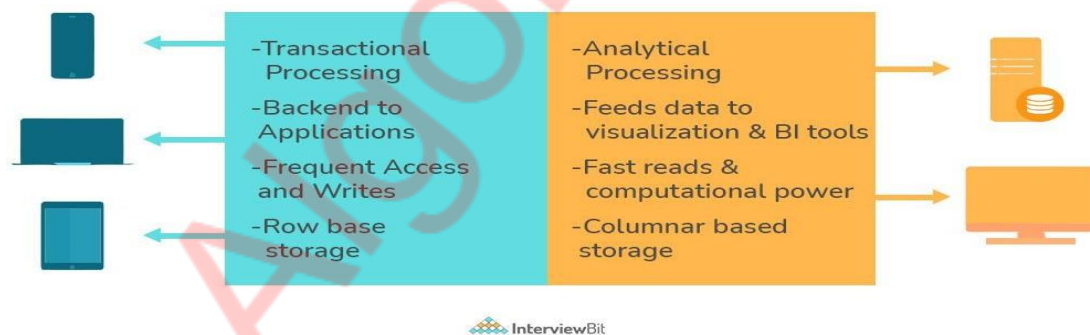 -Transactional
Processing
-Backend to
Applications
-Frequent Access
and Writes
-Row base
storage
-Analytical
Processing
-Feeds data to
visualization & BI tools
-Fast reads &
computational power
-Columnar based
storage
InterviewBit